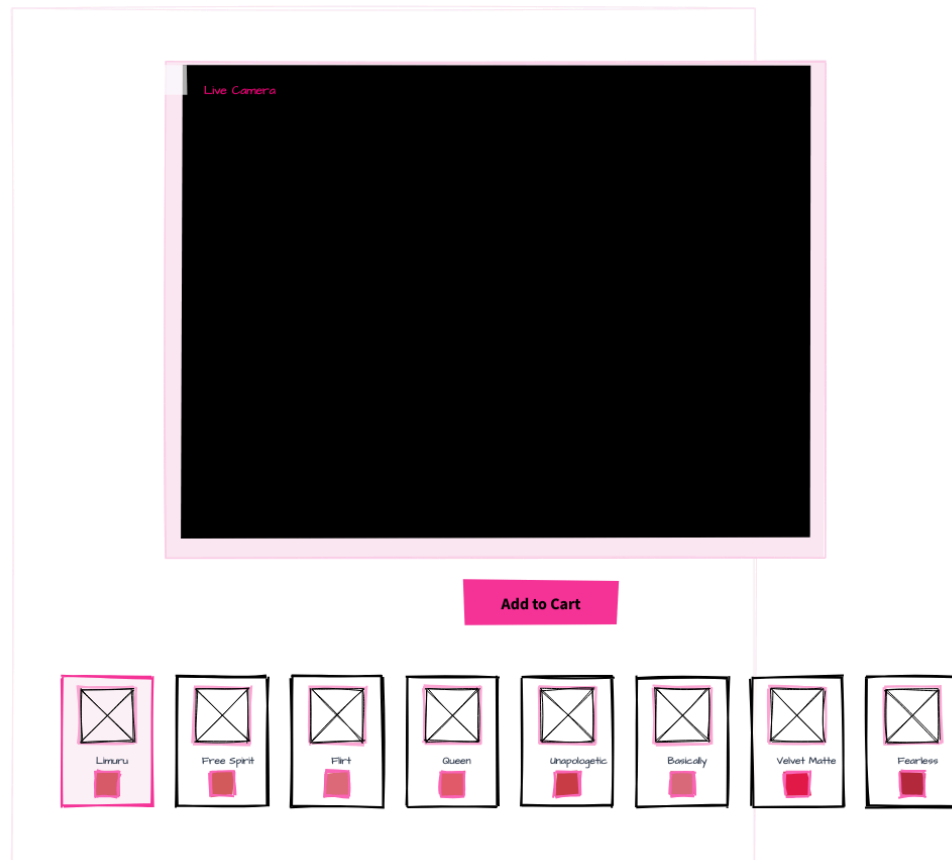 Live Camera
Add to Cart
Limuru
Free Spirit
Flirt
Queen
Unapologetic
Basically
Velvet Matte
Fearless